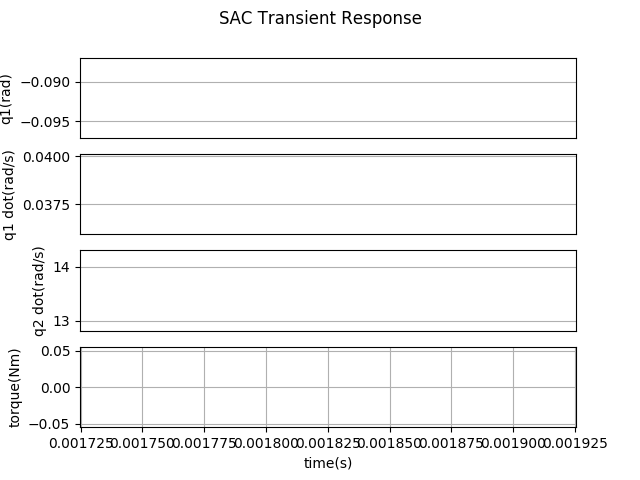 SAC Transient Response
q1(rad)
−0.090
−0.095
q1 dot(rad/s)
0.0400
0.0375
q2 dot(rad/s)
14
13
torque(Nm)
0.05
0.00
−0.05
0.001725 0.001750 0.001775 0.001800 0.001825 0.001850 0.001875 0.001900 0.001925
time(s)